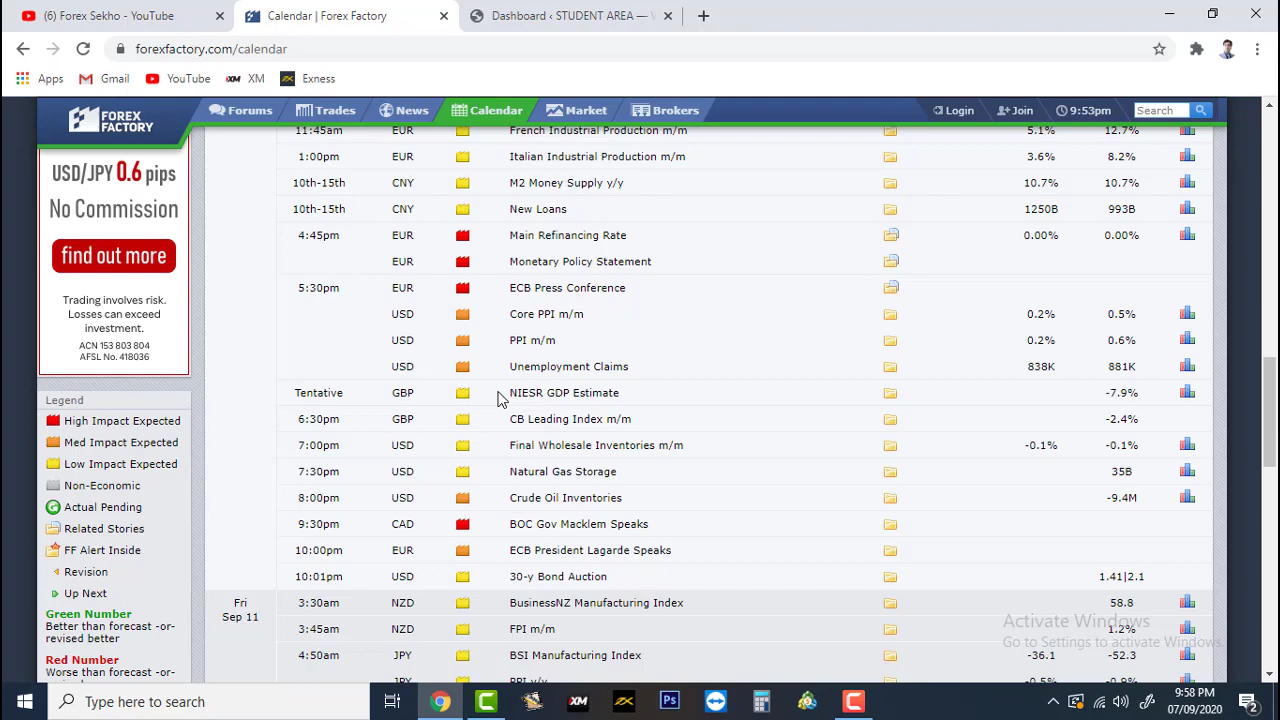 (6) Forex Sekho - YouTube
Calendar | Forex Factory
Dashboard ‹ STUDENT AREA —
forexfactory.com/calendar
Apps
Gmail
YouTube
XM XM
Exness
FOREX FACTORY
Forums
Trades
News
Calendar
Market
Brokers
Login
Join
9:53pm
Search
USD/JPY 0.6 pips
No Commission
find out more
Trading involves risk.
Losses can exceed
investment.
ACN 153 803 804
AFSL No. 418036
Legend
High Impact Expected
Med Impact Expected
Low Impact Expected
Non-Economic
Actual Pending
Related Stories
FF Alert Inside
Revision
Up Next
Green Number
Better than forecast -or-
revised better
Red Number
Worse than forecast -or-
11:45am EUR French Industrial Production m/m 5.1% 12.7%
1:00pm EUR Italian Industrial Production m/m 3.6% 8.2%
10th-15th CNY M2 Money Supply y/y 10.7% 10.7%
10th-15th CNY New Loans 1250B 993B
4:45pm EUR Main Refinancing Rate 0.00% 0.00%
EUR Monetary Policy Statement
5:30pm EUR ECB Press Conference
USD Core PPI m/m 0.2% 0.5%
USD PPI m/m 0.2% 0.6%
USD Unemployment Claims 838K 881K
Tentative GBP NIESR GDP Estimate -7.9%
6:30pm GBP CB Leading Index m/m -2.4%
7:00pm USD Final Wholesale Inventories m/m -0.1% -0.1%
7:30pm USD Natural Gas Storage 35B
8:00pm USD Crude Oil Inventories -9.4M
9:30pm CAD BOC Gov Macklem Speaks
10:00pm EUR ECB President Lagarde Speaks
10:01pm USD 30-y Bond Auction 1.41|2.1
Fri Sep 11
3:30am NZD BusinessNZ Manufacturing Index 58.8
3:45am NZD FPI m/m 1.2%
4:50am JPY BSI Manufacturing Index -36.1 -52.3
JPY PPI y/y -0.5% -0.9%
Activate Windows
Go to Settings to activate Windows.
Type here to search
XM
Ps
9:58 PM
07/09/2020
2